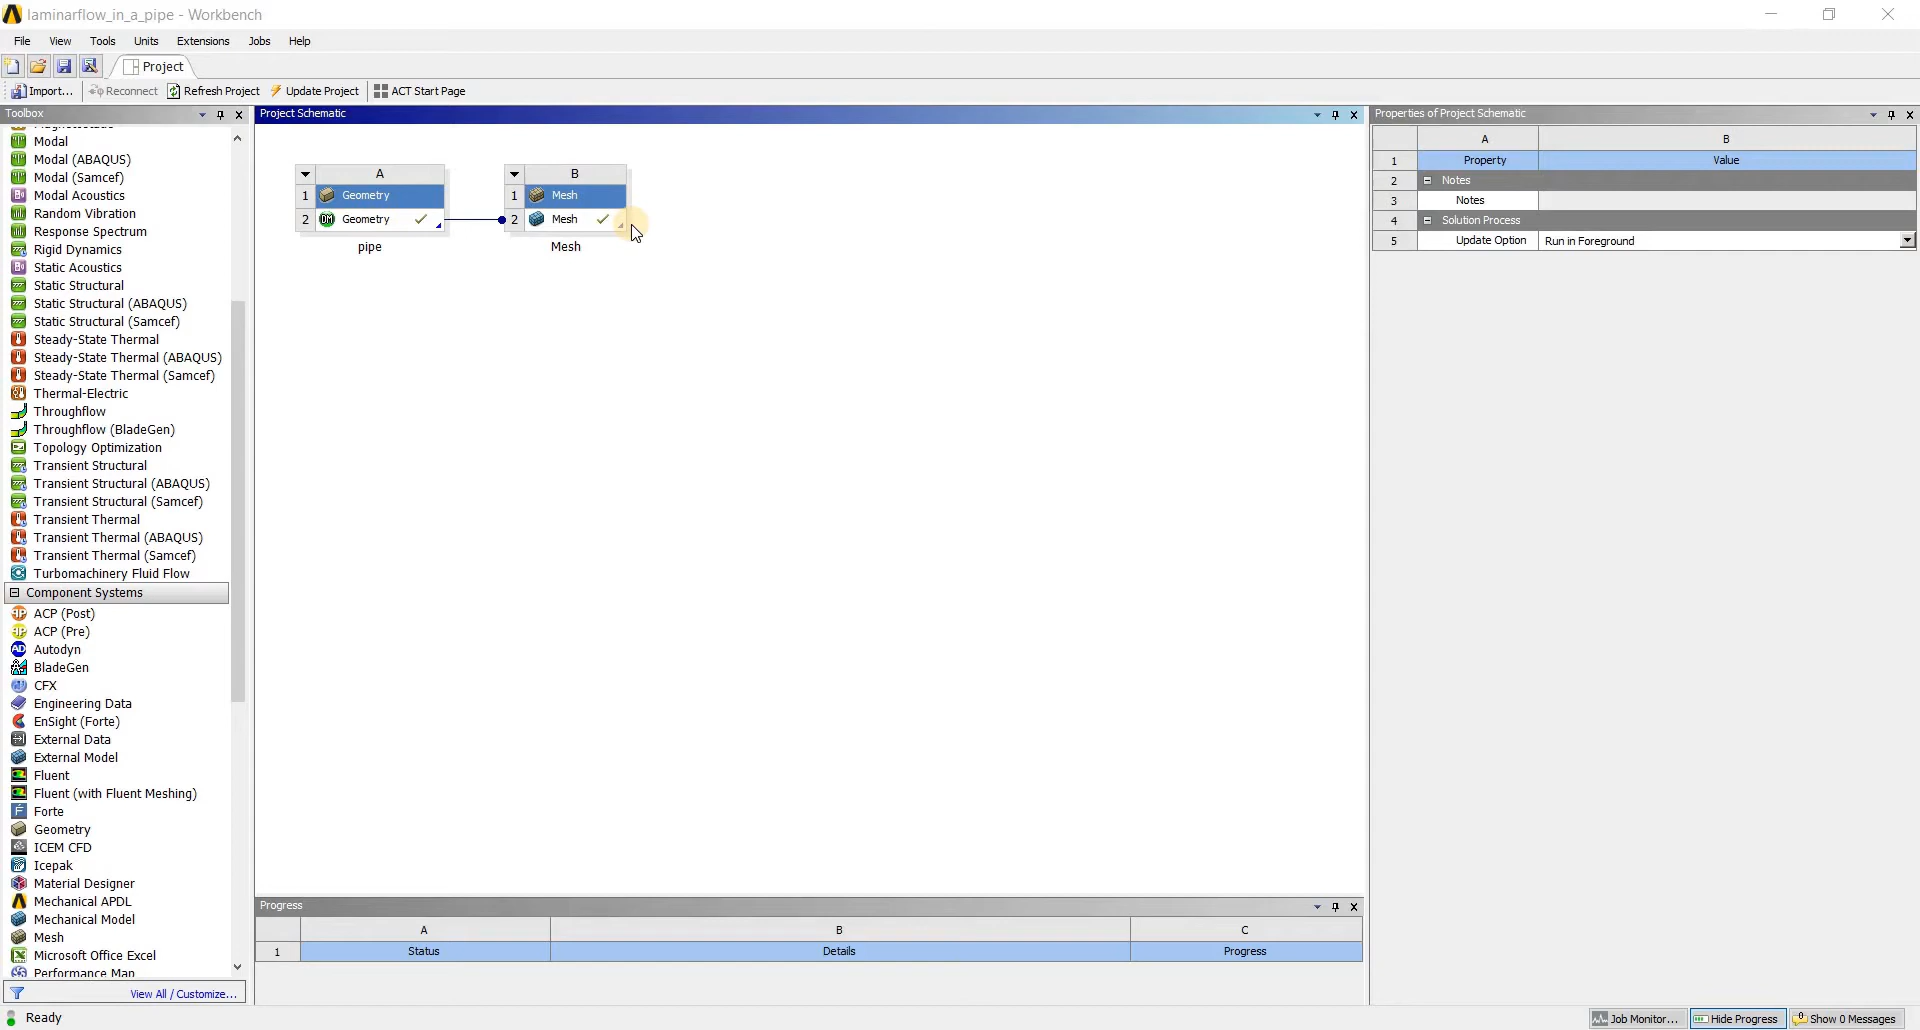 laminarflow_in_a_pipe - Workbench
File View Tools Units Extensions Jobs Help
Project
Import... Reconnect Refresh Project Update Project ACT Start Page
Toolbox
Modal
Modal (ABAQUS)
Modal (Samcef)
Modal Acoustics
Random Vibration
Response Spectrum
Rigid Dynamics
Static Acoustics
Static Structural
Static Structural (ABAQUS)
Static Structural (Samcef)
Steady-State Thermal
Steady-State Thermal (ABAQUS)
Steady-State Thermal (Samcef)
Thermal-Electric
Throughflow
Throughflow (BladeGen)
Topology Optimization
Transient Structural
Transient Structural (ABAQUS)
Transient Structural (Samcef)
Transient Thermal
Transient Thermal (ABAQUS)
Transient Thermal (Samcef)
Turbomachinery Fluid Flow
Component Systems
ACP (Post)
ACP (Pre)
Autodyn
BladeGen
CFX
Engineering Data
EnSight (Forte)
External Data
External Model
Fluent
Fluent (with Fluent Meshing)
Forte
Geometry
ICEM CFD
Icepak
Material Designer
Mechanical APDL
Mechanical Model
Mesh
Microsoft Office Excel
Performance Map
View All / Customize...
Project Schematic
A
1 Geometry
2 Geometry
pipe
B
1 Mesh
2 Mesh
Mesh
Progress
A B C
1 Status Details Progress
Properties of Project Schematic
A B
1 Property Value
2 Notes
3 Notes
4 Solution Process
5 Update Option Run in Foreground
Ready
Job Monitor... Hide Progress Show 0 Messages